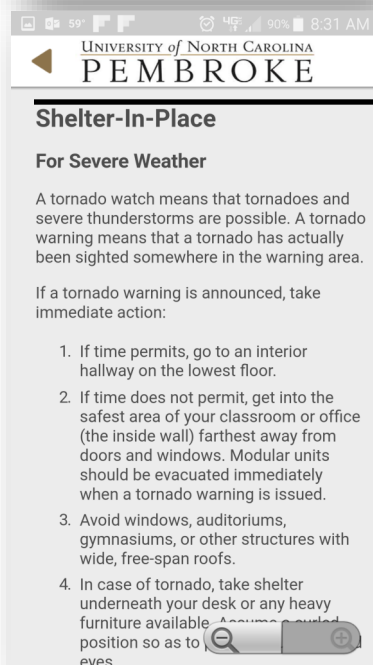 59° 4GE 90% 8:31 AM
UNIVERSITY of NORTH CAROLINA
PEMBROKE
Shelter-In-Place
For Severe Weather
A tornado watch means that tornadoes and
severe thunderstorms are possible. A tornado
warning means that a tornado has actually
been sighted somewhere in the warning area.
If a tornado warning is announced, take
immediate action:
1. If time permits, go to an interior
hallway on the lowest floor.
2. If time does not permit, get into the
safest area of your classroom or office
(the inside wall) farthest away from
doors and windows. Modular units
should be evacuated immediately
when a tornado warning is issued.
3. Avoid windows, auditoriums,
gymnasiums, or other structures with
wide, free-span roofs.
4. In case of tornado, take shelter
underneath your desk or any heavy
furniture available. Assume a curled
position so as to
eyes